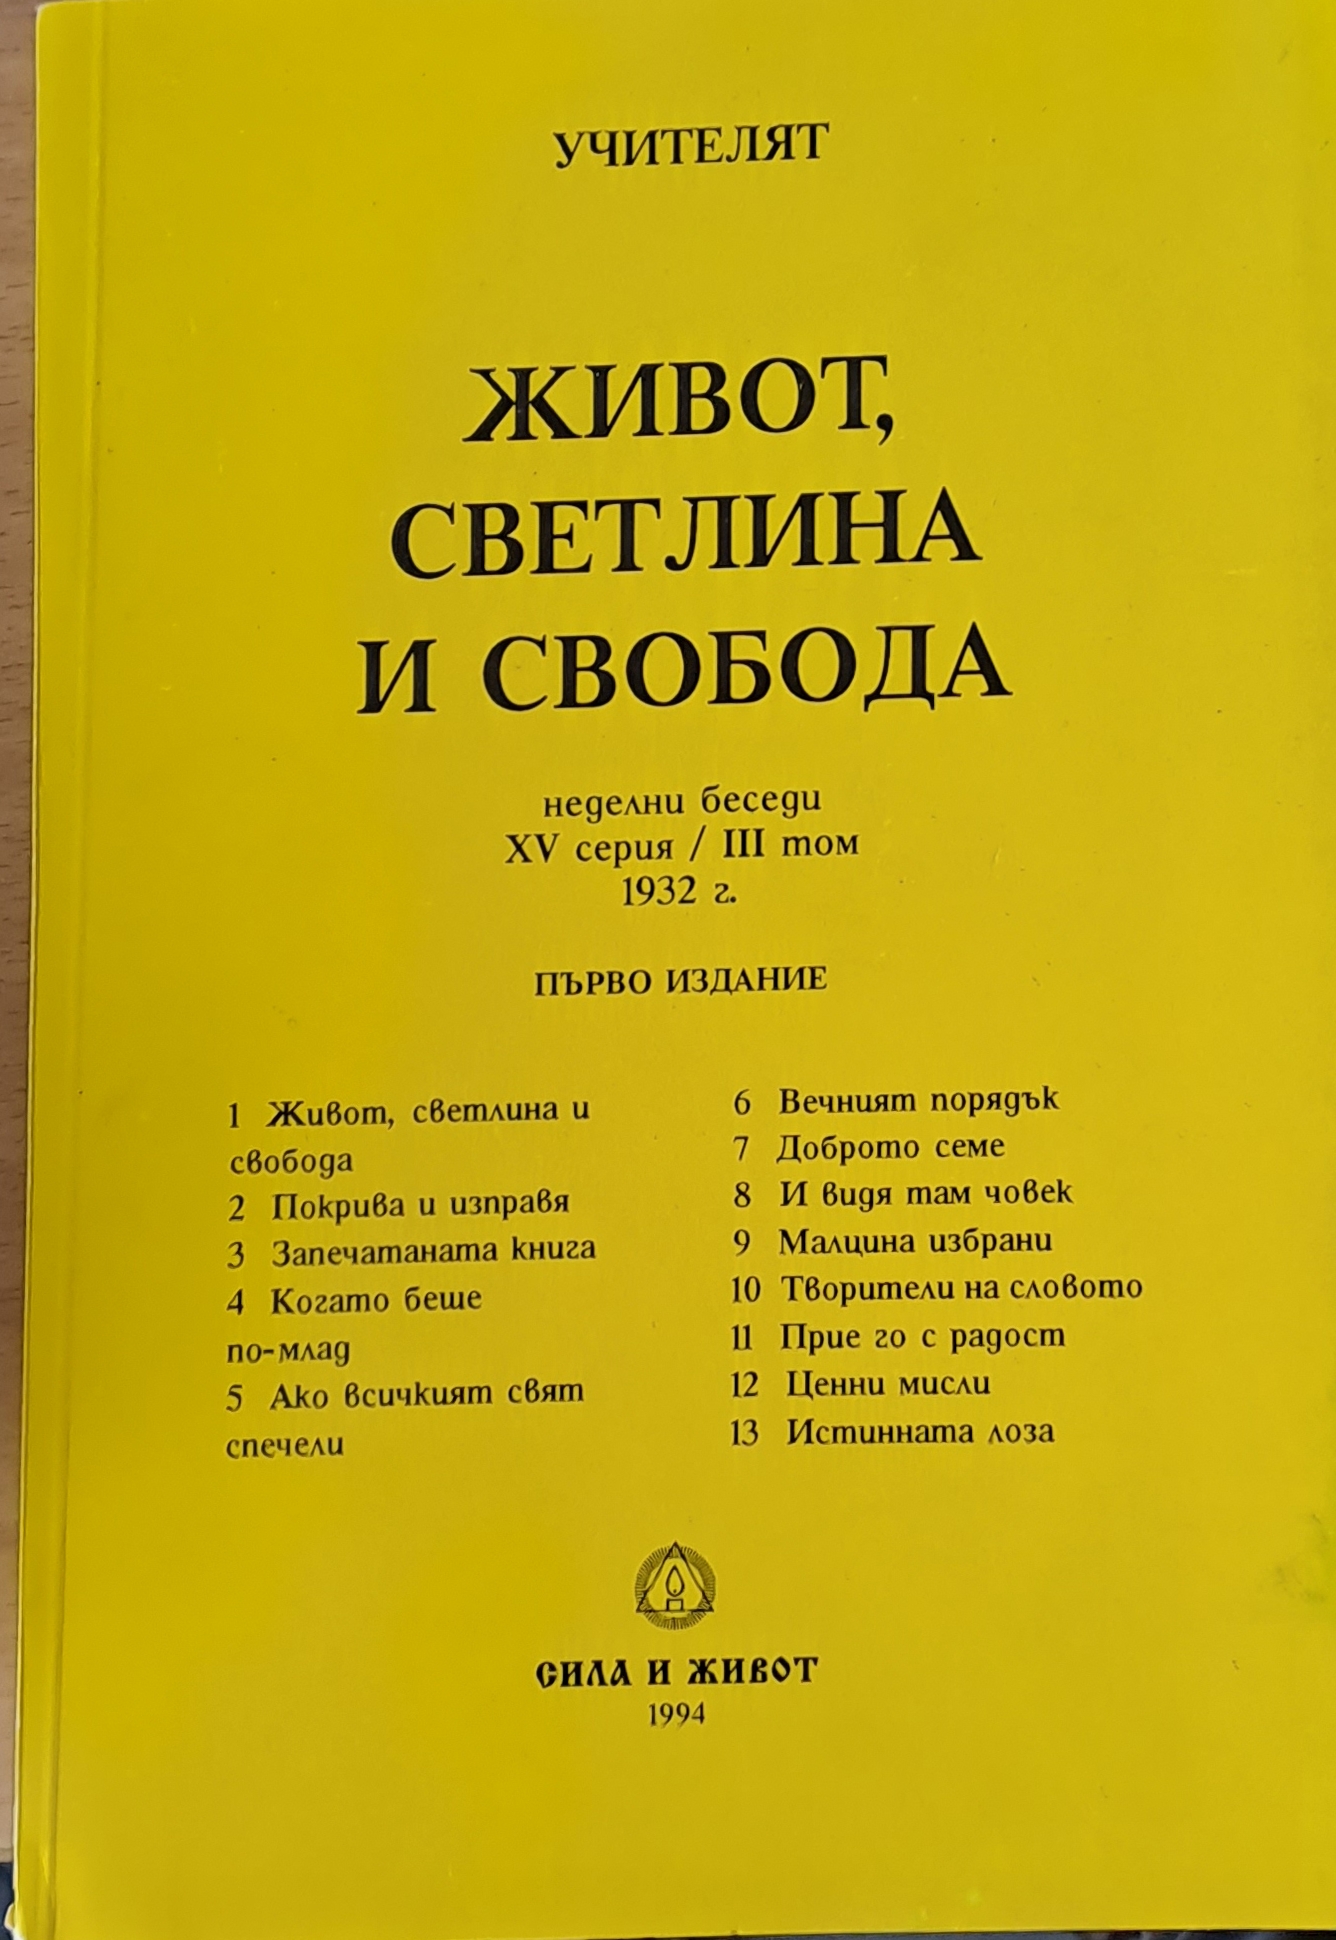 УЧИТЕЛЯТ
ЖИВОТ,
СВЕТЛИНА
И СВОБОДА
неделни беседи
XV серия / III том
1932 г.
ПЪРВО ИЗДАНИЕ
1 Живот, светлина и
свобода
2 Покрива и изправя
3 Запечатаната книга
4 Когато беше
по-млад
5 Ако всичкият свят
спечели
6 Вечният порядък
7 Доброто семе
8 И видя там човек
9 Малцина избрани
10 Творители на словото
11 Прие го с радост
12 Ценни мисли
13 Истинната лоза
СИЛА И ЖИВОТ
1994